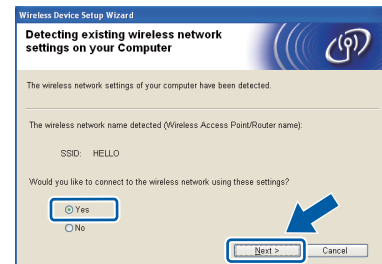 Wireless Device Setup Wizard
Detecting existing wireless network
settings on your Computer
The wireless network settings of your computer have been detected.
The wireless network name detected (Wireless Access Point/Router name):
SSID: HELLO
Would you like to connect to the wireless network using these settings?
Yes
No
Next > Cancel